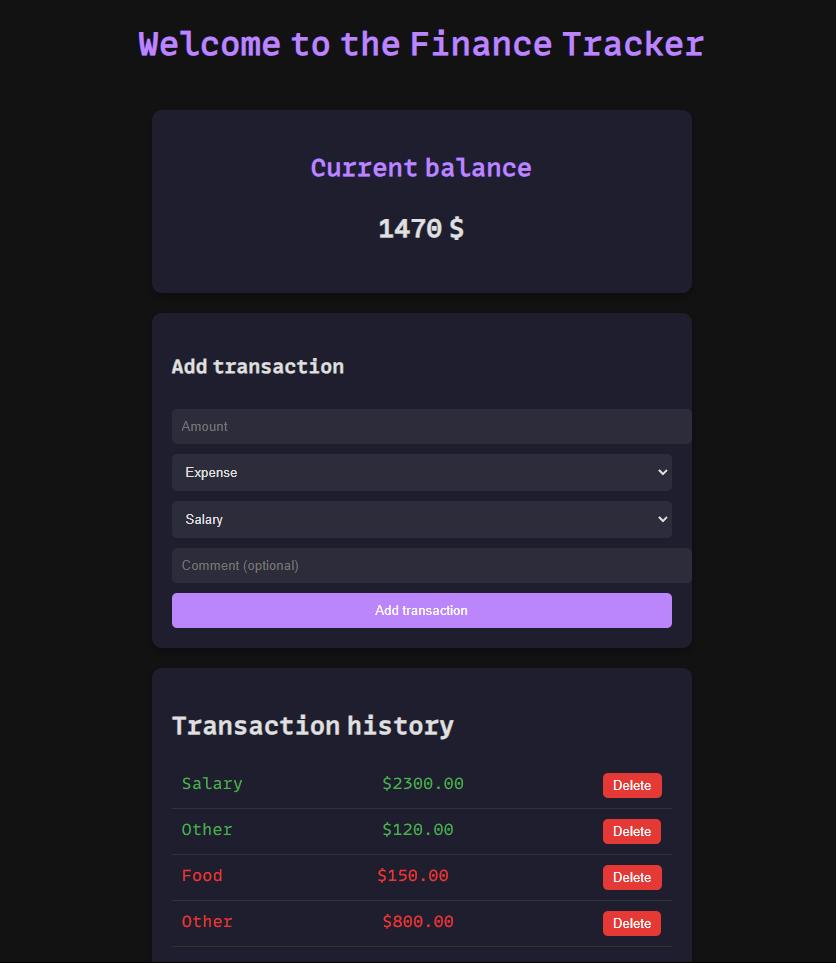 Welcome to the Finance Tracker
Current balance
1470 $
Add transaction
Amount
Expense
Salary
Comment (optional)
Add transaction
Transaction history
Salary $2300.00 Delete
Other $120.00 Delete
Food $150.00 Delete
Other $800.00 Delete